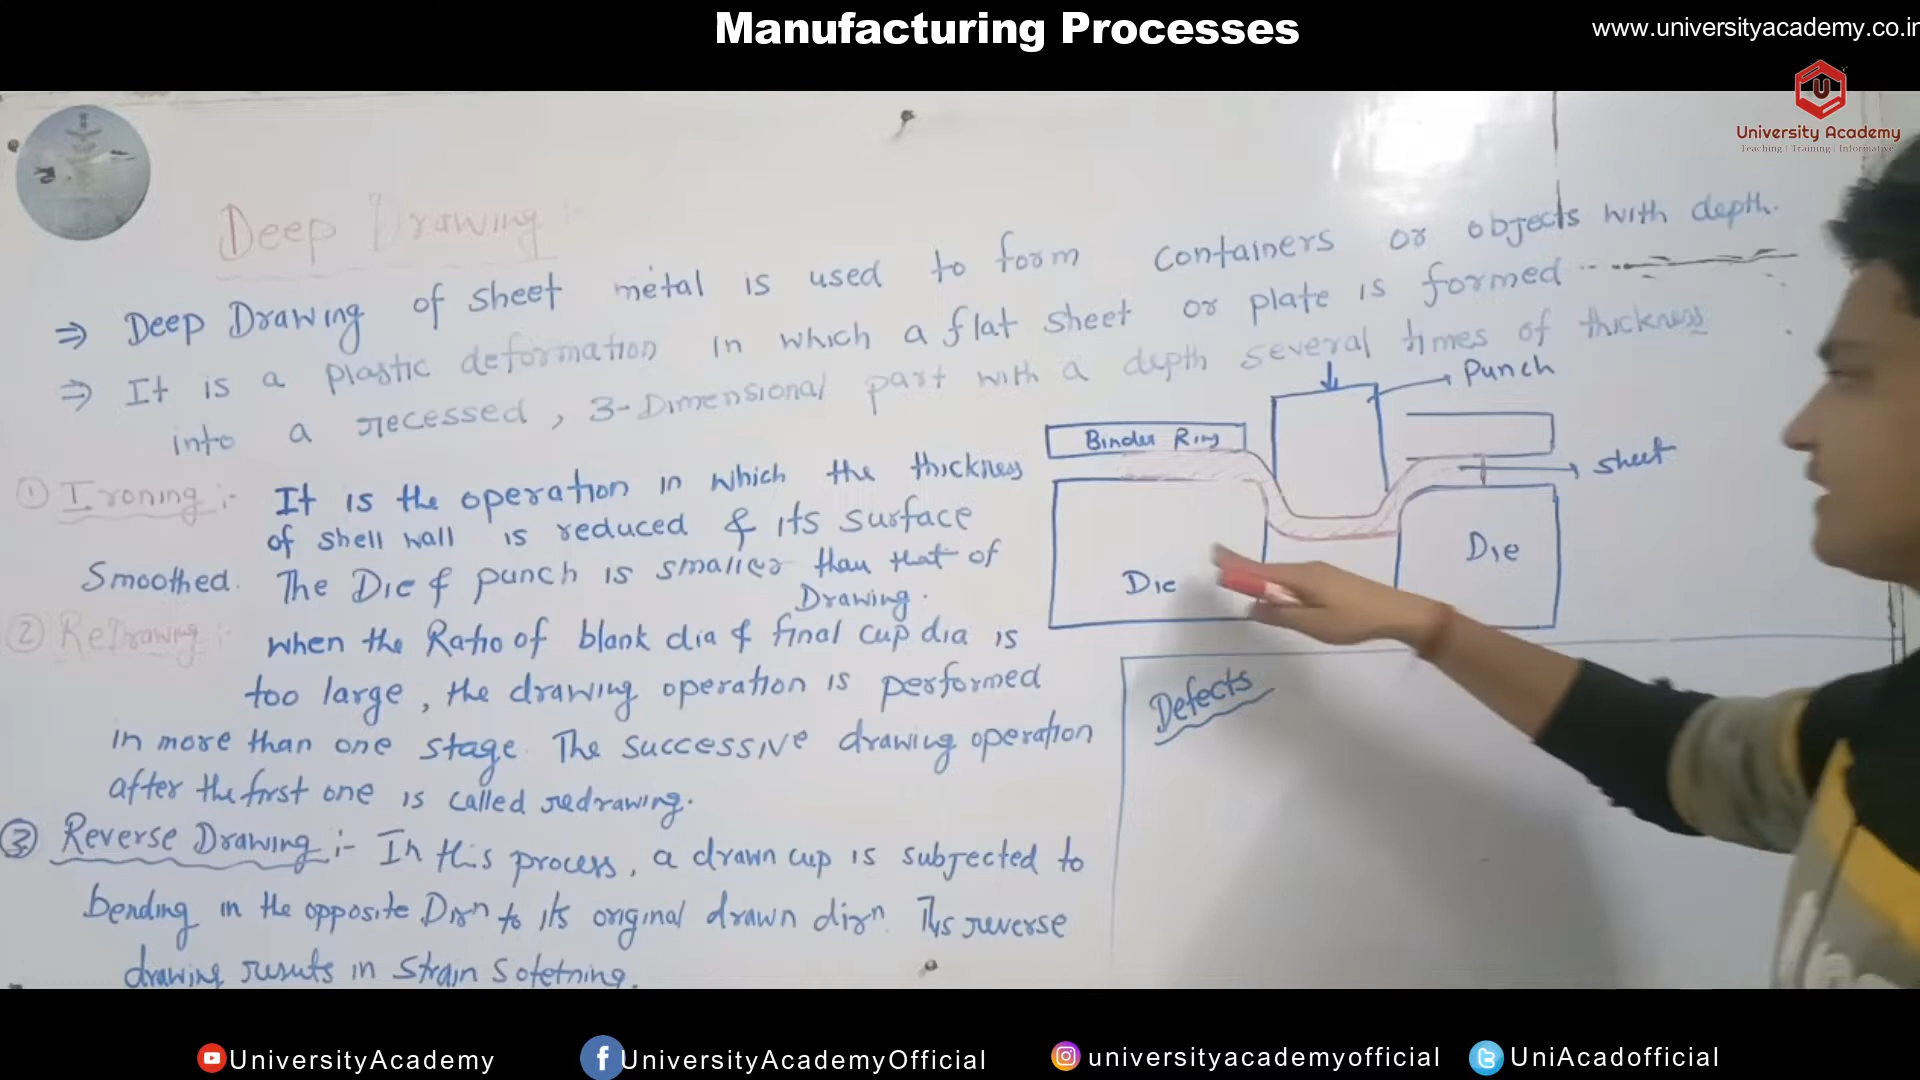 Manufacturing Processes
www.universityacademy.co.in
University Academy
Teaching | Training | Informative
Deep Drawing :-
⇒ Deep Drawing of sheet metal is used to form containers or objects with depth.
⇒ It is a plastic deformation in which a flat sheet or plate is formed
into a recessed, 3-Dimensional part with a depth several times of thickness
Punch
Binder Ring
sheet
Die
Die
① Ironing :- It is the operation in which the thickness
of shell wall is reduced & its surface
Smoothed. The Die & punch is smaller than that of
Drawing.
② ReDrawing :- when the Ratio of blank dia & final cup dia is
too large, the drawing operation is performed
in more than one stage. The successive drawing operation
after the first one is called redrawing.
③ Reverse Drawing :- In this process, a drawn cup is subjected to
bending in the opposite Dirn to its original drawn dirn. This reverse
drawing results in strain sofetning.
Defects
UniversityAcademy
UniversityAcademyOfficial
universityacademyofficial
UniAcadofficial